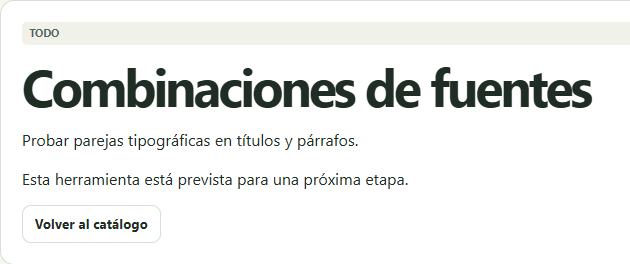 TODO
Combinaciones de fuentes
Probar parejas tipográficas en títulos y párrafos.
Esta herramienta está prevista para una próxima etapa.
Volver al catálogo